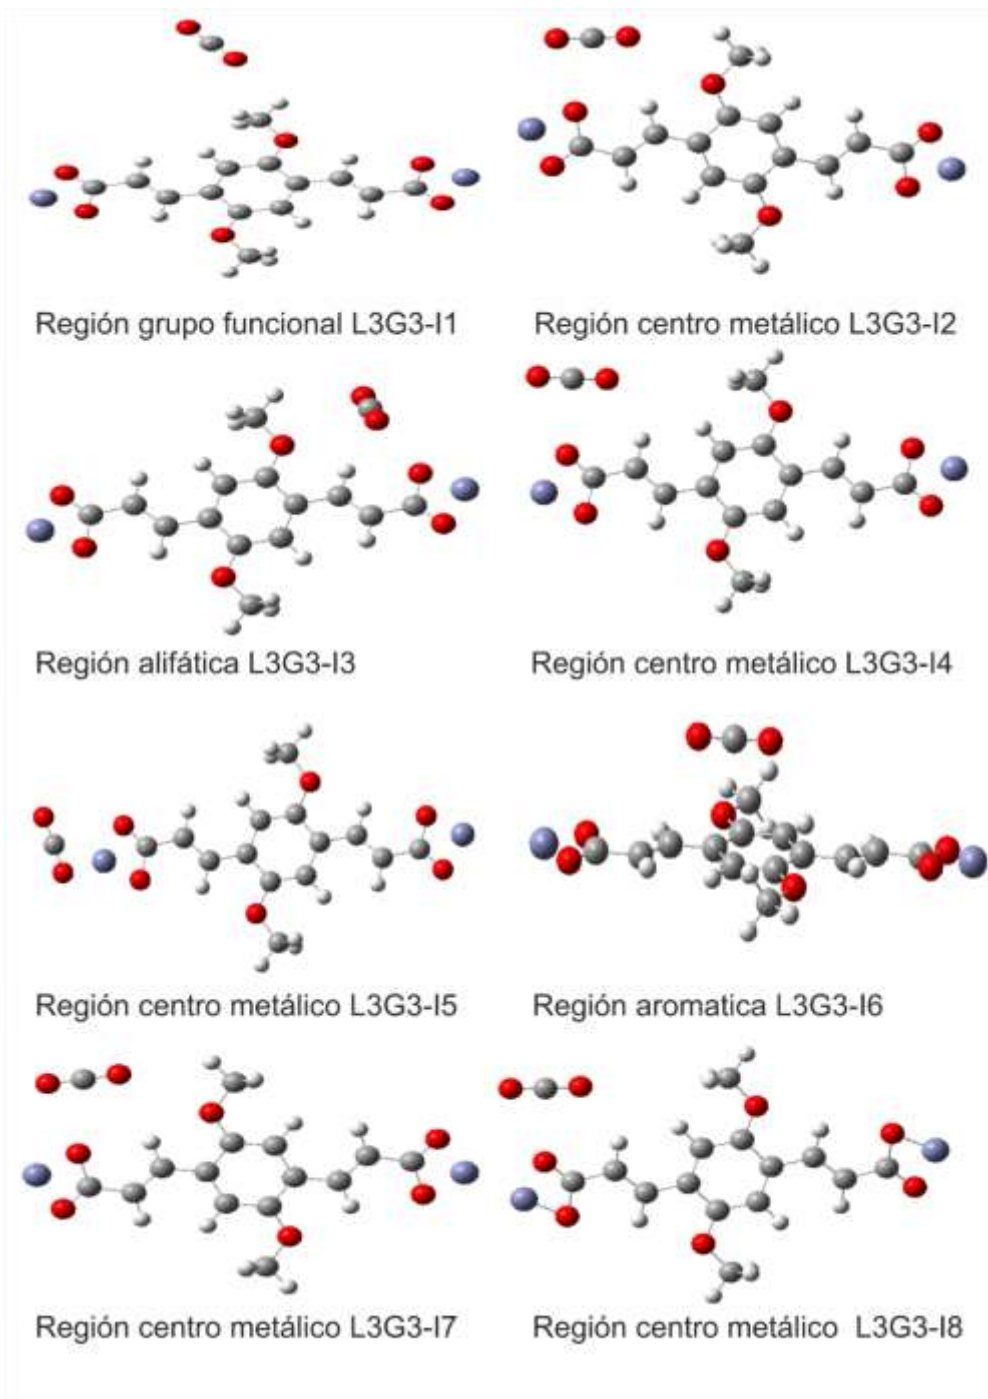 Región grupo funcional L3G3-I1
Región centro metálico L3G3-I2
Región alifática L3G3-I3
Región centro metálico L3G3-I4
Región centro metálico L3G3-I5
Región aromatica L3G3-I6
Región centro metálico L3G3-I7
Región centro metálico L3G3-I8